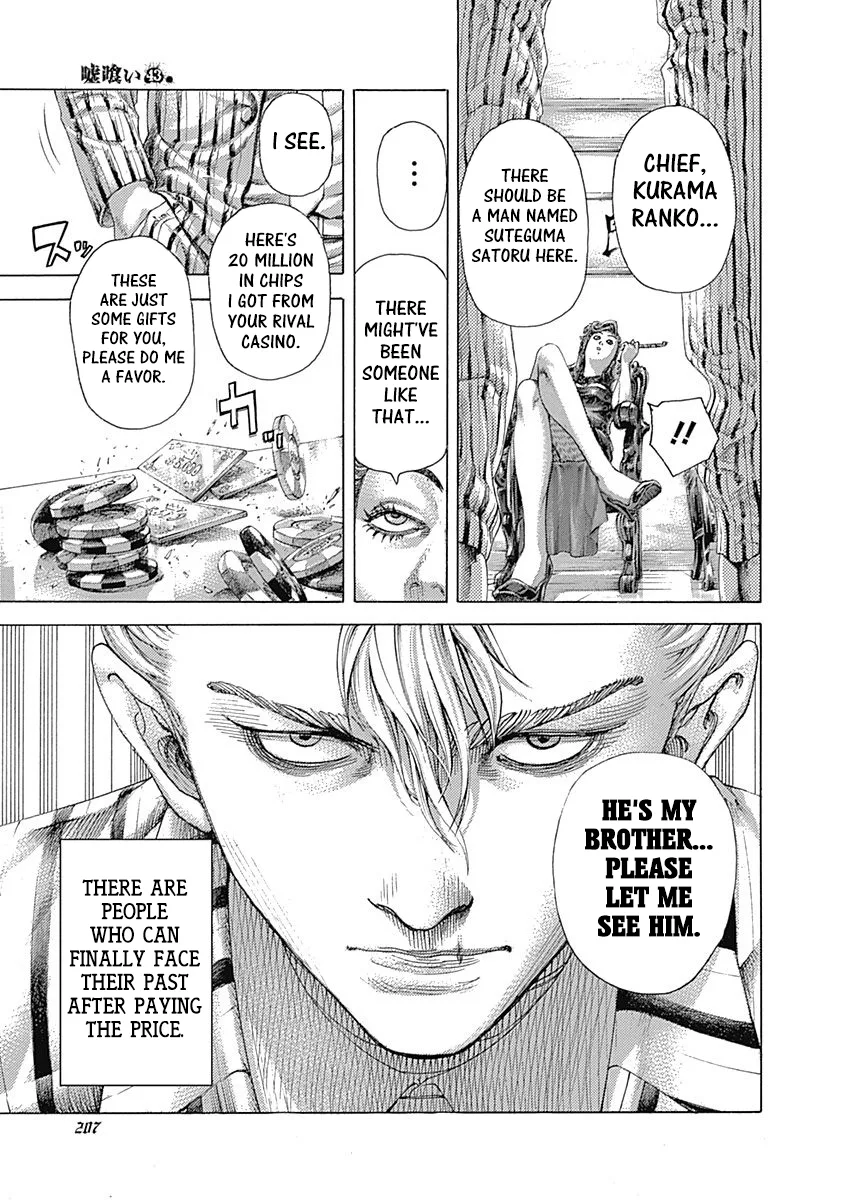 嘘喰い
CHIEF,
KURAMA
RANKO...
THERE
SHOULD BE
A MAN NAMED
SUTEGUMA
SATORU HERE.
!!
...
THERE
MIGHT'VE
BEEN
SOMEONE
LIKE
THAT...
I SEE.
ズッ
HERE'S
20 MILLION
IN CHIPS
I GOT FROM
YOUR RIVAL
CASINO.
THESE
ARE JUST
SOME GIFTS
FOR YOU,
PLEASE DO ME
A FAVOR.
カッ
HE'S MY
BROTHER...
PLEASE
LET ME
SEE HIM.
THERE ARE
PEOPLE
WHO CAN
FINALLY FACE
THEIR PAST
AFTER PAYING
THE PRICE.
207